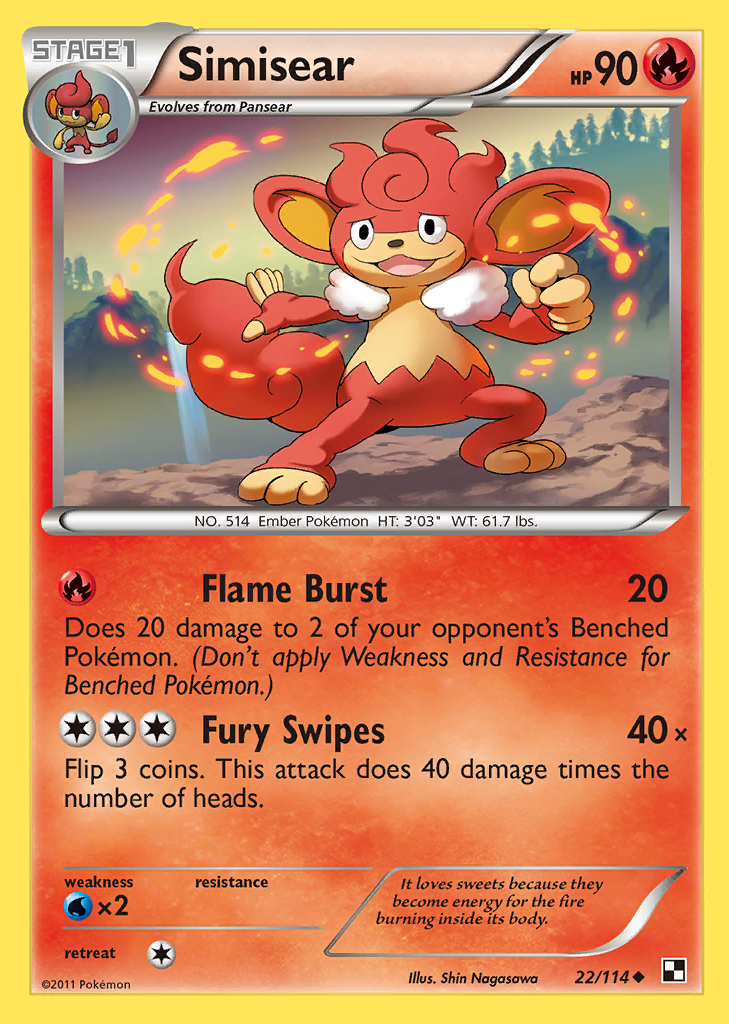 STAGE1
Simisear
HP 90
Evolves from Pansear
NO. 514 Ember Pokémon HT: 3'03" WT: 61.7 lbs.
Flame Burst 20
Does 20 damage to 2 of your opponent's Benched
Pokémon. (Don't apply Weakness and Resistance for
Benched Pokémon.)
Fury Swipes 40×
Flip 3 coins. This attack does 40 damage times the
number of heads.
weakness resistance
×2
retreat
It loves sweets because they
become energy for the fire
burning inside its body.
©2011 Pokémon
Illus. Shin Nagasawa
22/114